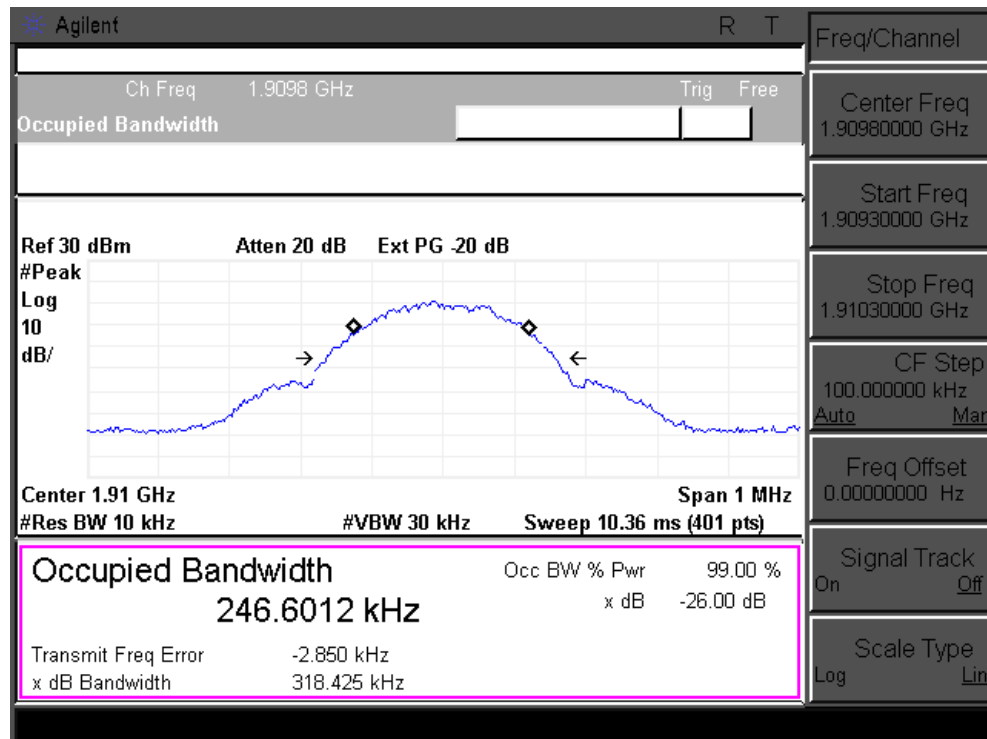 Agilent R T
Ch Freq 1.9098 GHz Trig Free
Occupied Bandwidth
Ref 30 dBm Atten 20 dB Ext PG -20 dB
#Peak
Log
10
dB/
Center 1.91 GHz Span 1 MHz
#Res BW 10 kHz #VBW 30 kHz Sweep 10.36 ms (401 pts)
Occupied Bandwidth
246.6012 kHz
Occ BW % Pwr 99.00 %
x dB -26.00 dB
Transmit Freq Error -2.850 kHz
x dB Bandwidth 318.425 kHz
Freq/Channel
Center Freq
1.90980000 GHz
Start Freq
1.90930000 GHz
Stop Freq
1.91030000 GHz
CF Step
100.000000 kHz
Auto Man
Freq Offset
0.00000000 Hz
Signal Track
On Off
Scale Type
Log Lin